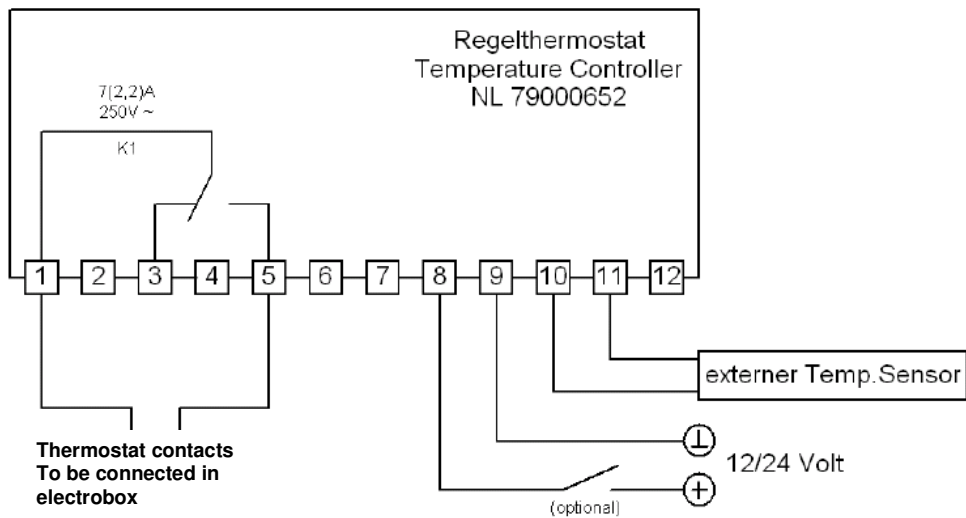 Regelthermostat
Temperature Controller
NL 79000652
7(2,2)A
250V ~
K1
1 2 3 4 5 6 7 8 9 10 11 12
externer Temp.Sensor
Thermostat contacts
To be connected in
electrobox
⊥
12/24 Volt
+
(optional)